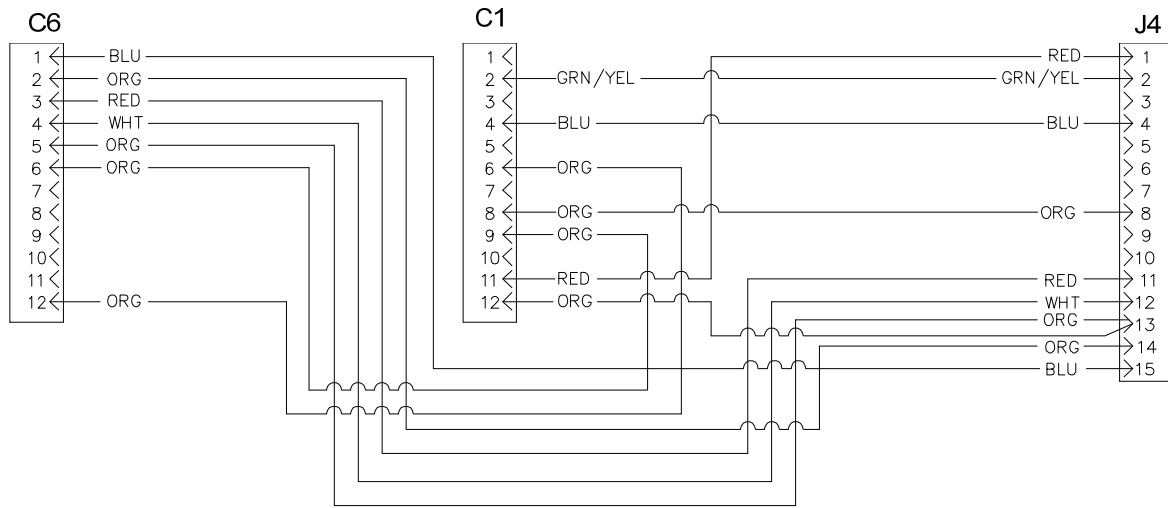 C6
C1
J4
1 BLU
2 ORG
3 RED
4 WHT
5 ORG
6 ORG
7
8
9
10
11
12 ORG
1
2 GRN/YEL
3
4 BLU
5
6 ORG
7
8 ORG
9 ORG
10
11 RED
12 ORG
RED 1
GRN/YEL 2
3
BLU 4
5
6
7
ORG 8
9
10
RED 11
WHT 12
ORG 13
ORG 14
BLU 15